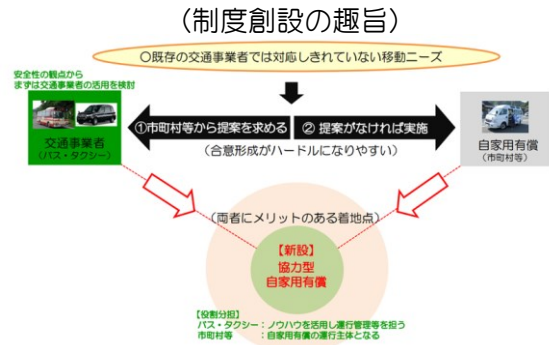 （制度創設の趣旨）
○既存の交通事業者では対応しきれていない移動ニーズ
安全性の観点から
まずは交通事業者の活用を検討
①市町村等から提案を求める
② 提案がなければ実施
交通事業者
（バス・タクシー）
（合意形成がハードルになりやすい）
自家用有償
（市町村等）
（両者にメリットのある着地点）
【新設】
協力型
自家用有償
【役割分担】
バス・タクシー：ノウハウを活用し運行管理等を担う
市町村等　　　：自家用有償の運行主体となる